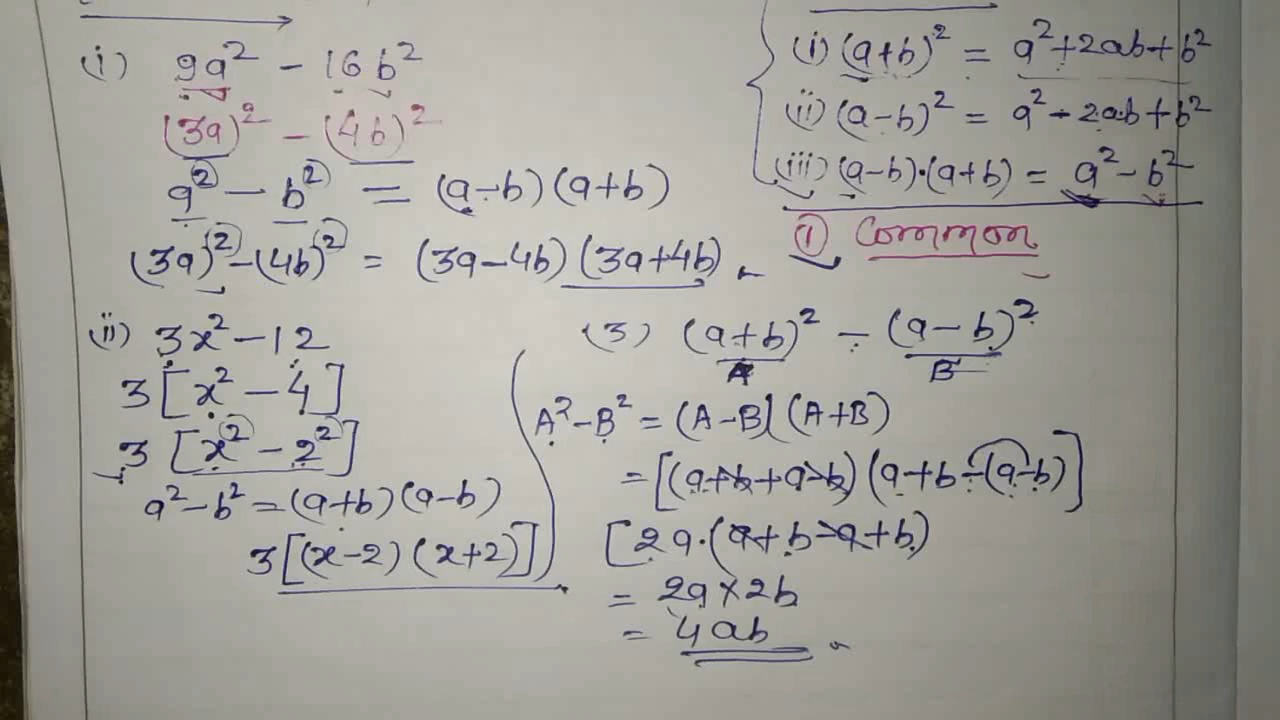 (i) (a+b)² = a²+2ab+b²
(ii) (a-b)² = a²-2ab+b²
(iii) (a-b)·(a+b) = a²-b²
① Common
(i) 9a² - 16b²
(3a)² - (4b)²
a² - b² = (a-b)(a+b)
(3a)² - (4b)² = (3a-4b)(3a+4b)
(ii) 3x² - 12
3[x² - 4]
3[x² - 2²]
a² - b² = (a+b)(a-b)
3[(x-2)(x+2)]
(3) (a+b)² - (a-b)²
A B
A² - B² = (A-B)(A+B)
= [(a+b+a-b)(a+b-(a-b)]
[2a·(a+b-a+b)
= 2a×2b
= 4ab